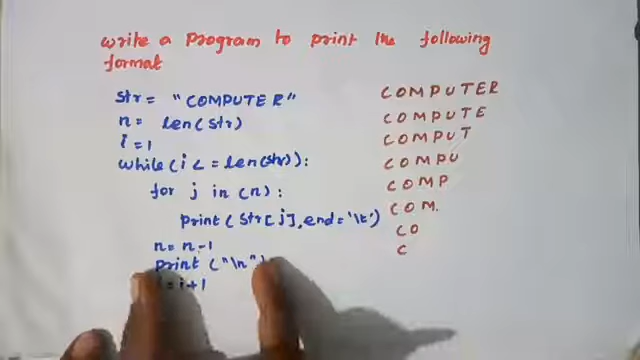 write a program to print the following
format
str= "COMPUTER"
n= len(str)
i=1
while(i<=len(str)):
for j in (n):
print(str[j],end='\t')
n=n-1
print("\n")
i=i+1
COMPUTER
COMPUTE
COMPUT
COMPU
COMP
COM.
CO
C